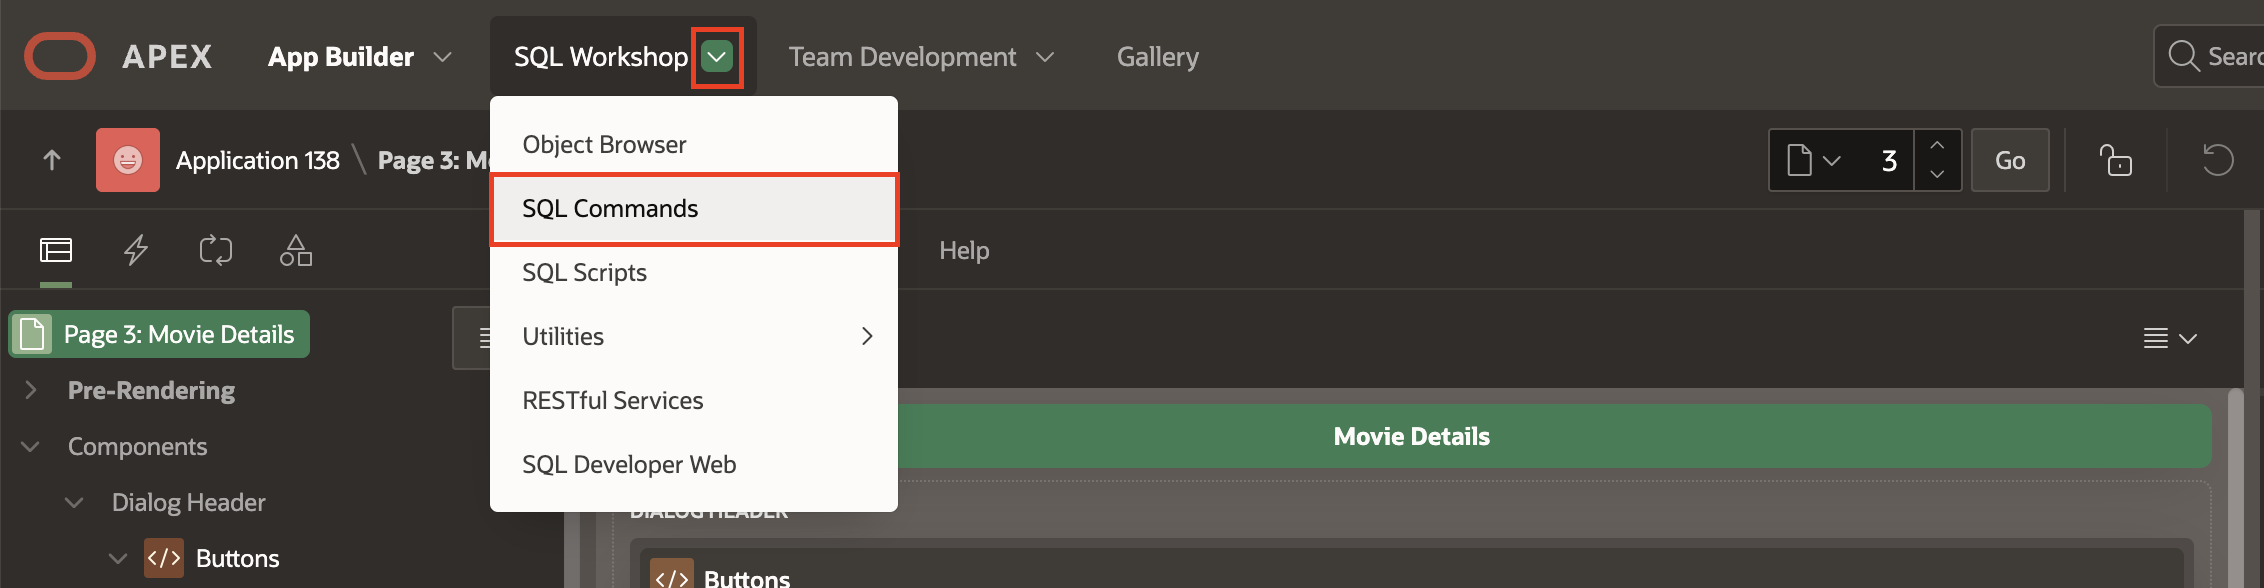 APEX App Builder SQL Workshop Team Development Gallery Searc
Object Browser
Application 138 \ Page 3: Mo 3 Go
SQL Commands
Help
SQL Scripts
Page 3: Movie Details
Utilities
Pre-Rendering
RESTful Services
Movie Details
Components
SQL Developer Web
Dialog Header
DIALOG HEADER
</> Buttons
</> Buttons